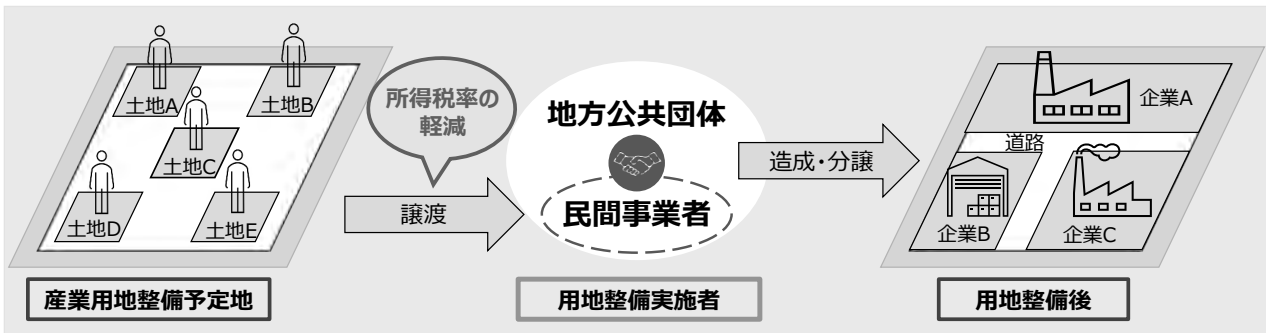 土地A
土地B
土地C
土地D
土地E
産業用地整備予定地
所得税率の
軽減
譲渡
地方公共団体
民間事業者
用地整備実施者
造成・分譲
企業A
道路
企業B
企業C
用地整備後